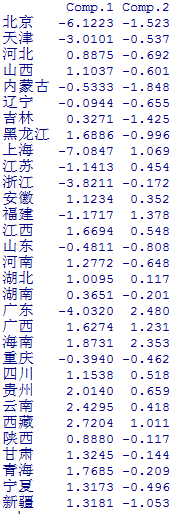 Comp.1 Comp.2
北京 -6.1223 -1.523
天津 -3.0101 -0.537
河北 0.8875 -0.692
山西 1.1037 -0.601
内蒙古 -0.5333 -1.848
辽宁 -0.0944 -0.655
吉林 0.3271 -1.425
黑龙江 1.6886 -0.996
上海 -7.0847 1.069
江苏 -1.1413 0.454
浙江 -3.8211 -0.172
安徽 1.1234 0.352
福建 -1.1717 1.378
江西 1.6694 0.548
山东 -0.4811 -0.808
河南 1.2772 -0.648
湖北 1.0095 0.117
湖南 0.3651 -0.201
广东 -4.0320 2.480
广西 1.6274 1.231
海南 1.8731 2.353
重庆 -0.3940 -0.462
四川 1.1538 0.518
贵州 2.0140 0.659
云南 2.4295 0.418
西藏 2.7204 1.011
陕西 0.8880 -0.117
甘肃 1.3245 -0.144
青海 1.7685 -0.209
宁夏 1.3173 -0.496
新疆 1.3181 -1.053